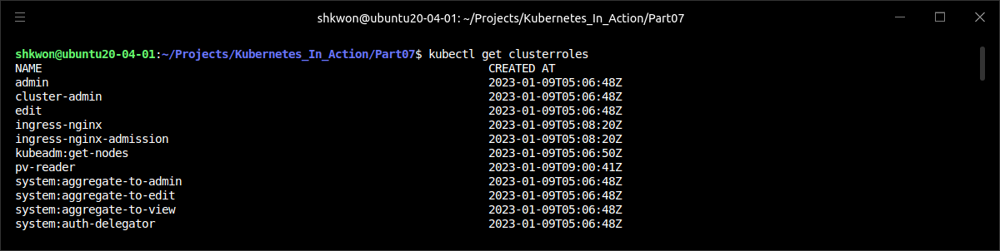 shkwon@ubuntu20-04-01: ~/Projects/Kubernetes_In_Action/Part07
shkwon@ubuntu20-04-01:~/Projects/Kubernetes_In_Action/Part07$ kubectl get clusterroles
NAME CREATED AT
admin 2023-01-09T05:06:48Z
cluster-admin 2023-01-09T05:06:48Z
edit 2023-01-09T05:06:48Z
ingress-nginx 2023-01-09T05:08:20Z
ingress-nginx-admission 2023-01-09T05:08:20Z
kubeadm:get-nodes 2023-01-09T05:06:50Z
pv-reader 2023-01-09T09:00:41Z
system:aggregate-to-admin 2023-01-09T05:06:48Z
system:aggregate-to-edit 2023-01-09T05:06:48Z
system:aggregate-to-view 2023-01-09T05:06:48Z
system:auth-delegator 2023-01-09T05:06:48Z